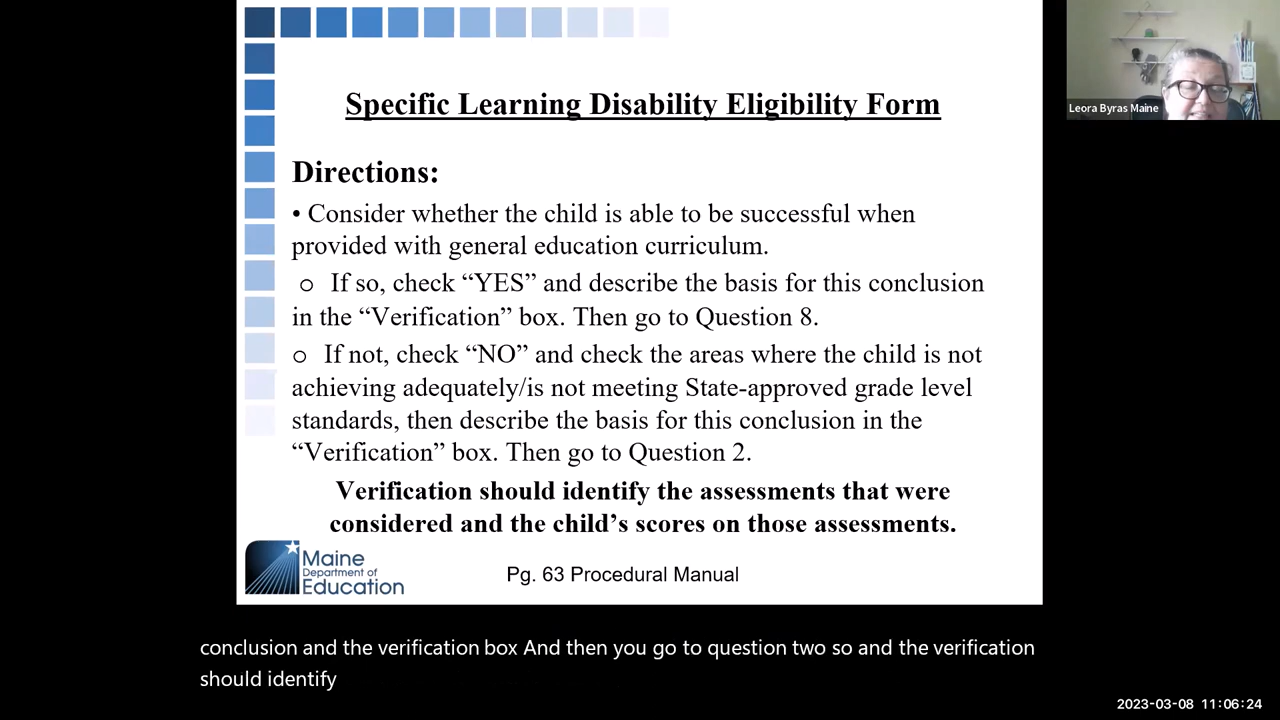 Specific Learning Disability Eligibility Form
Directions:
• Consider whether the child is able to be successful when
provided with general education curriculum.
o If so, check “YES” and describe the basis for this conclusion
in the “Verification” box. Then go to Question 8.
o If not, check “NO” and check the areas where the child is not
achieving adequately/is not meeting State-approved grade level
standards, then describe the basis for this conclusion in the
“Verification” box. Then go to Question 2.
Verification should identify the assessments that were
considered and the child’s scores on those assessments.
Maine
Department of
Education
Pg. 63 Procedural Manual
Leora Byras Maine
conclusion and the verification box And then you go to question two so and the verification
should identify
2023-03-08 11:06:24